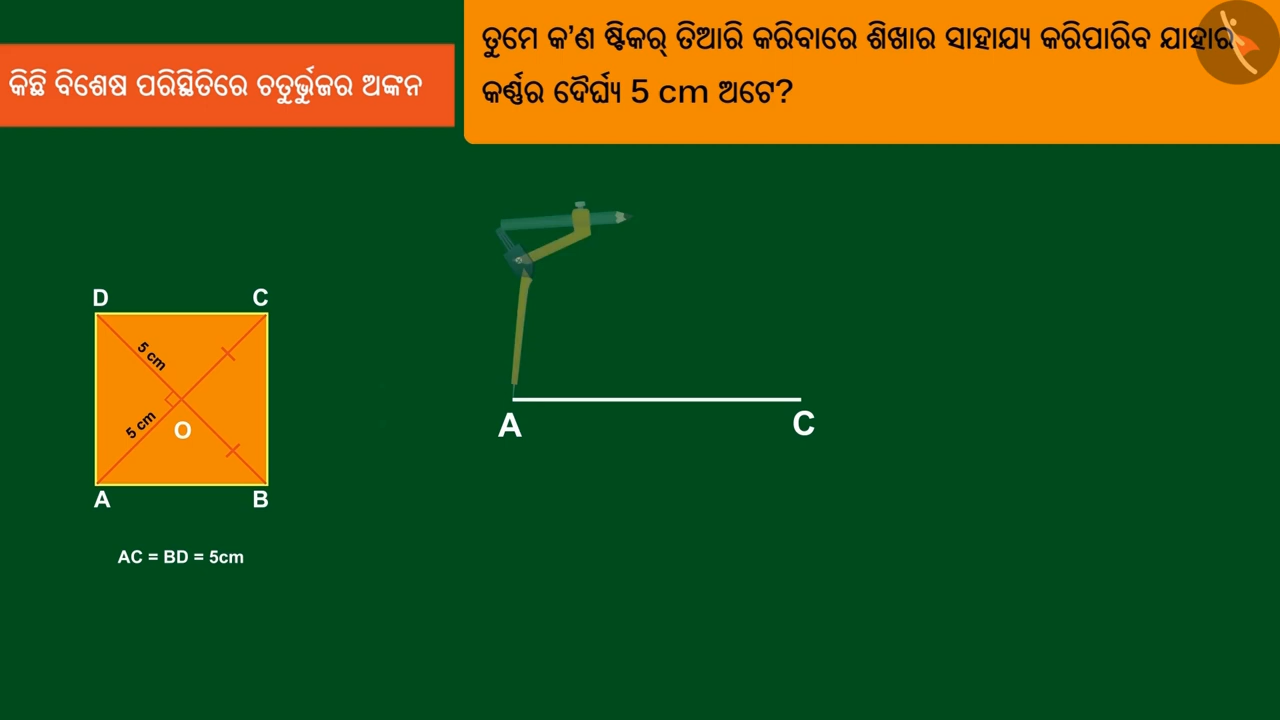 ତୁମେ କ'ଣ ଷ୍ଟିକର୍ ତିଆରି କରିବାରେ ଶିଖାର ସାହାଯ୍ୟ କରିପାରିବ ଯାହାର
କର୍ଣ୍ଣର ଦୈର୍ଘ୍ୟ 5 cm ଅଟେ?
କିଛି ବିଶେଷ ପରିସ୍ଥିତିରେ ଚତୁର୍ଭୁଜର ଅଙ୍କନ
D C
5 cm
5 cm
O
A B
AC = BD = 5cm
A C